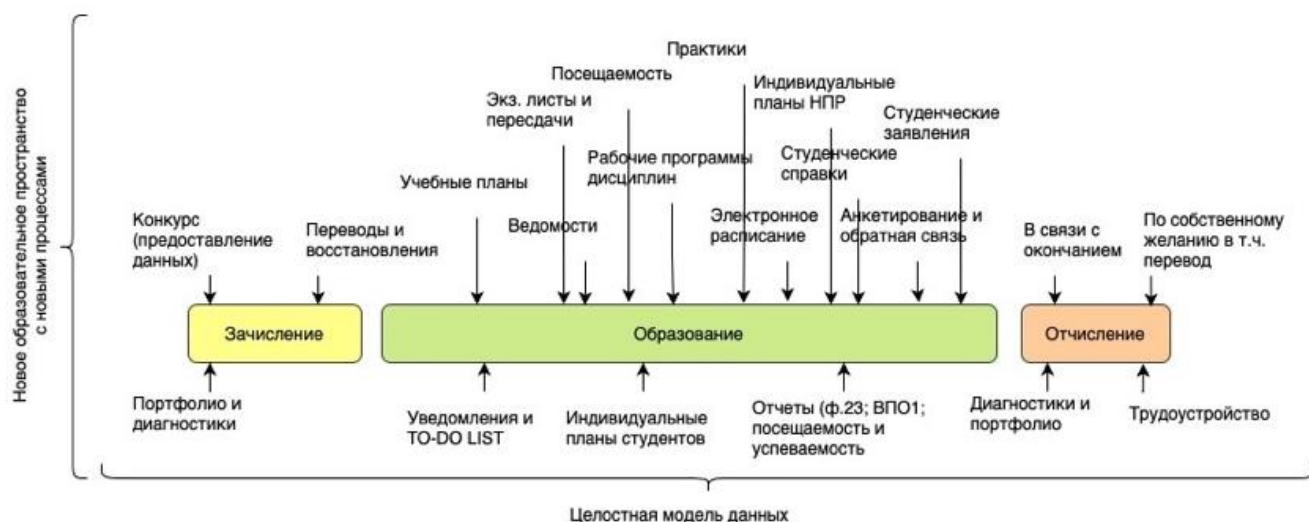 Новое образовательное пространство
с новыми процессами
Практики
Посещаемость
Экз. листы и
пересдачи
Индивидуальные
планы НПР
Студенческие
заявления
Учебные планы
Рабочие программы
дисциплин
Студенческие
справки
Ведомости
Электронное
расписание
Анкетирование и
обратная связь
Конкурс
(предоставление
данных)
Переводы и
восстановления
В связи с
окончанием
По собственному
желанию в т.ч.
перевод
Зачисление
Образование
Отчисление
Портфолио и
диагностики
Уведомления и
TO-DO LIST
Индивидуальные
планы студентов
Отчеты (ф.23; ВПО1;
посещаемость и
успеваемость
Диагностики и
портфолио
Трудоустройство
Целостная модель данных